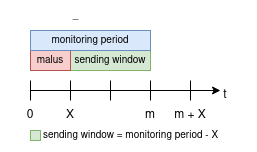 monitoring period
malus sending window
t
0 X m m + X
sending window = monitoring period - X